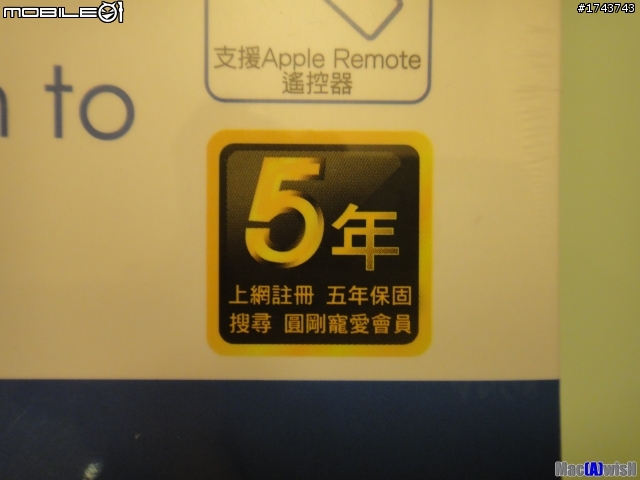 MOBILE01
#1743743
支援Apple Remote
遙控器
to
5年
上網註冊 五年保固
搜尋 圓剛寵愛會員
Mac(A)wisH